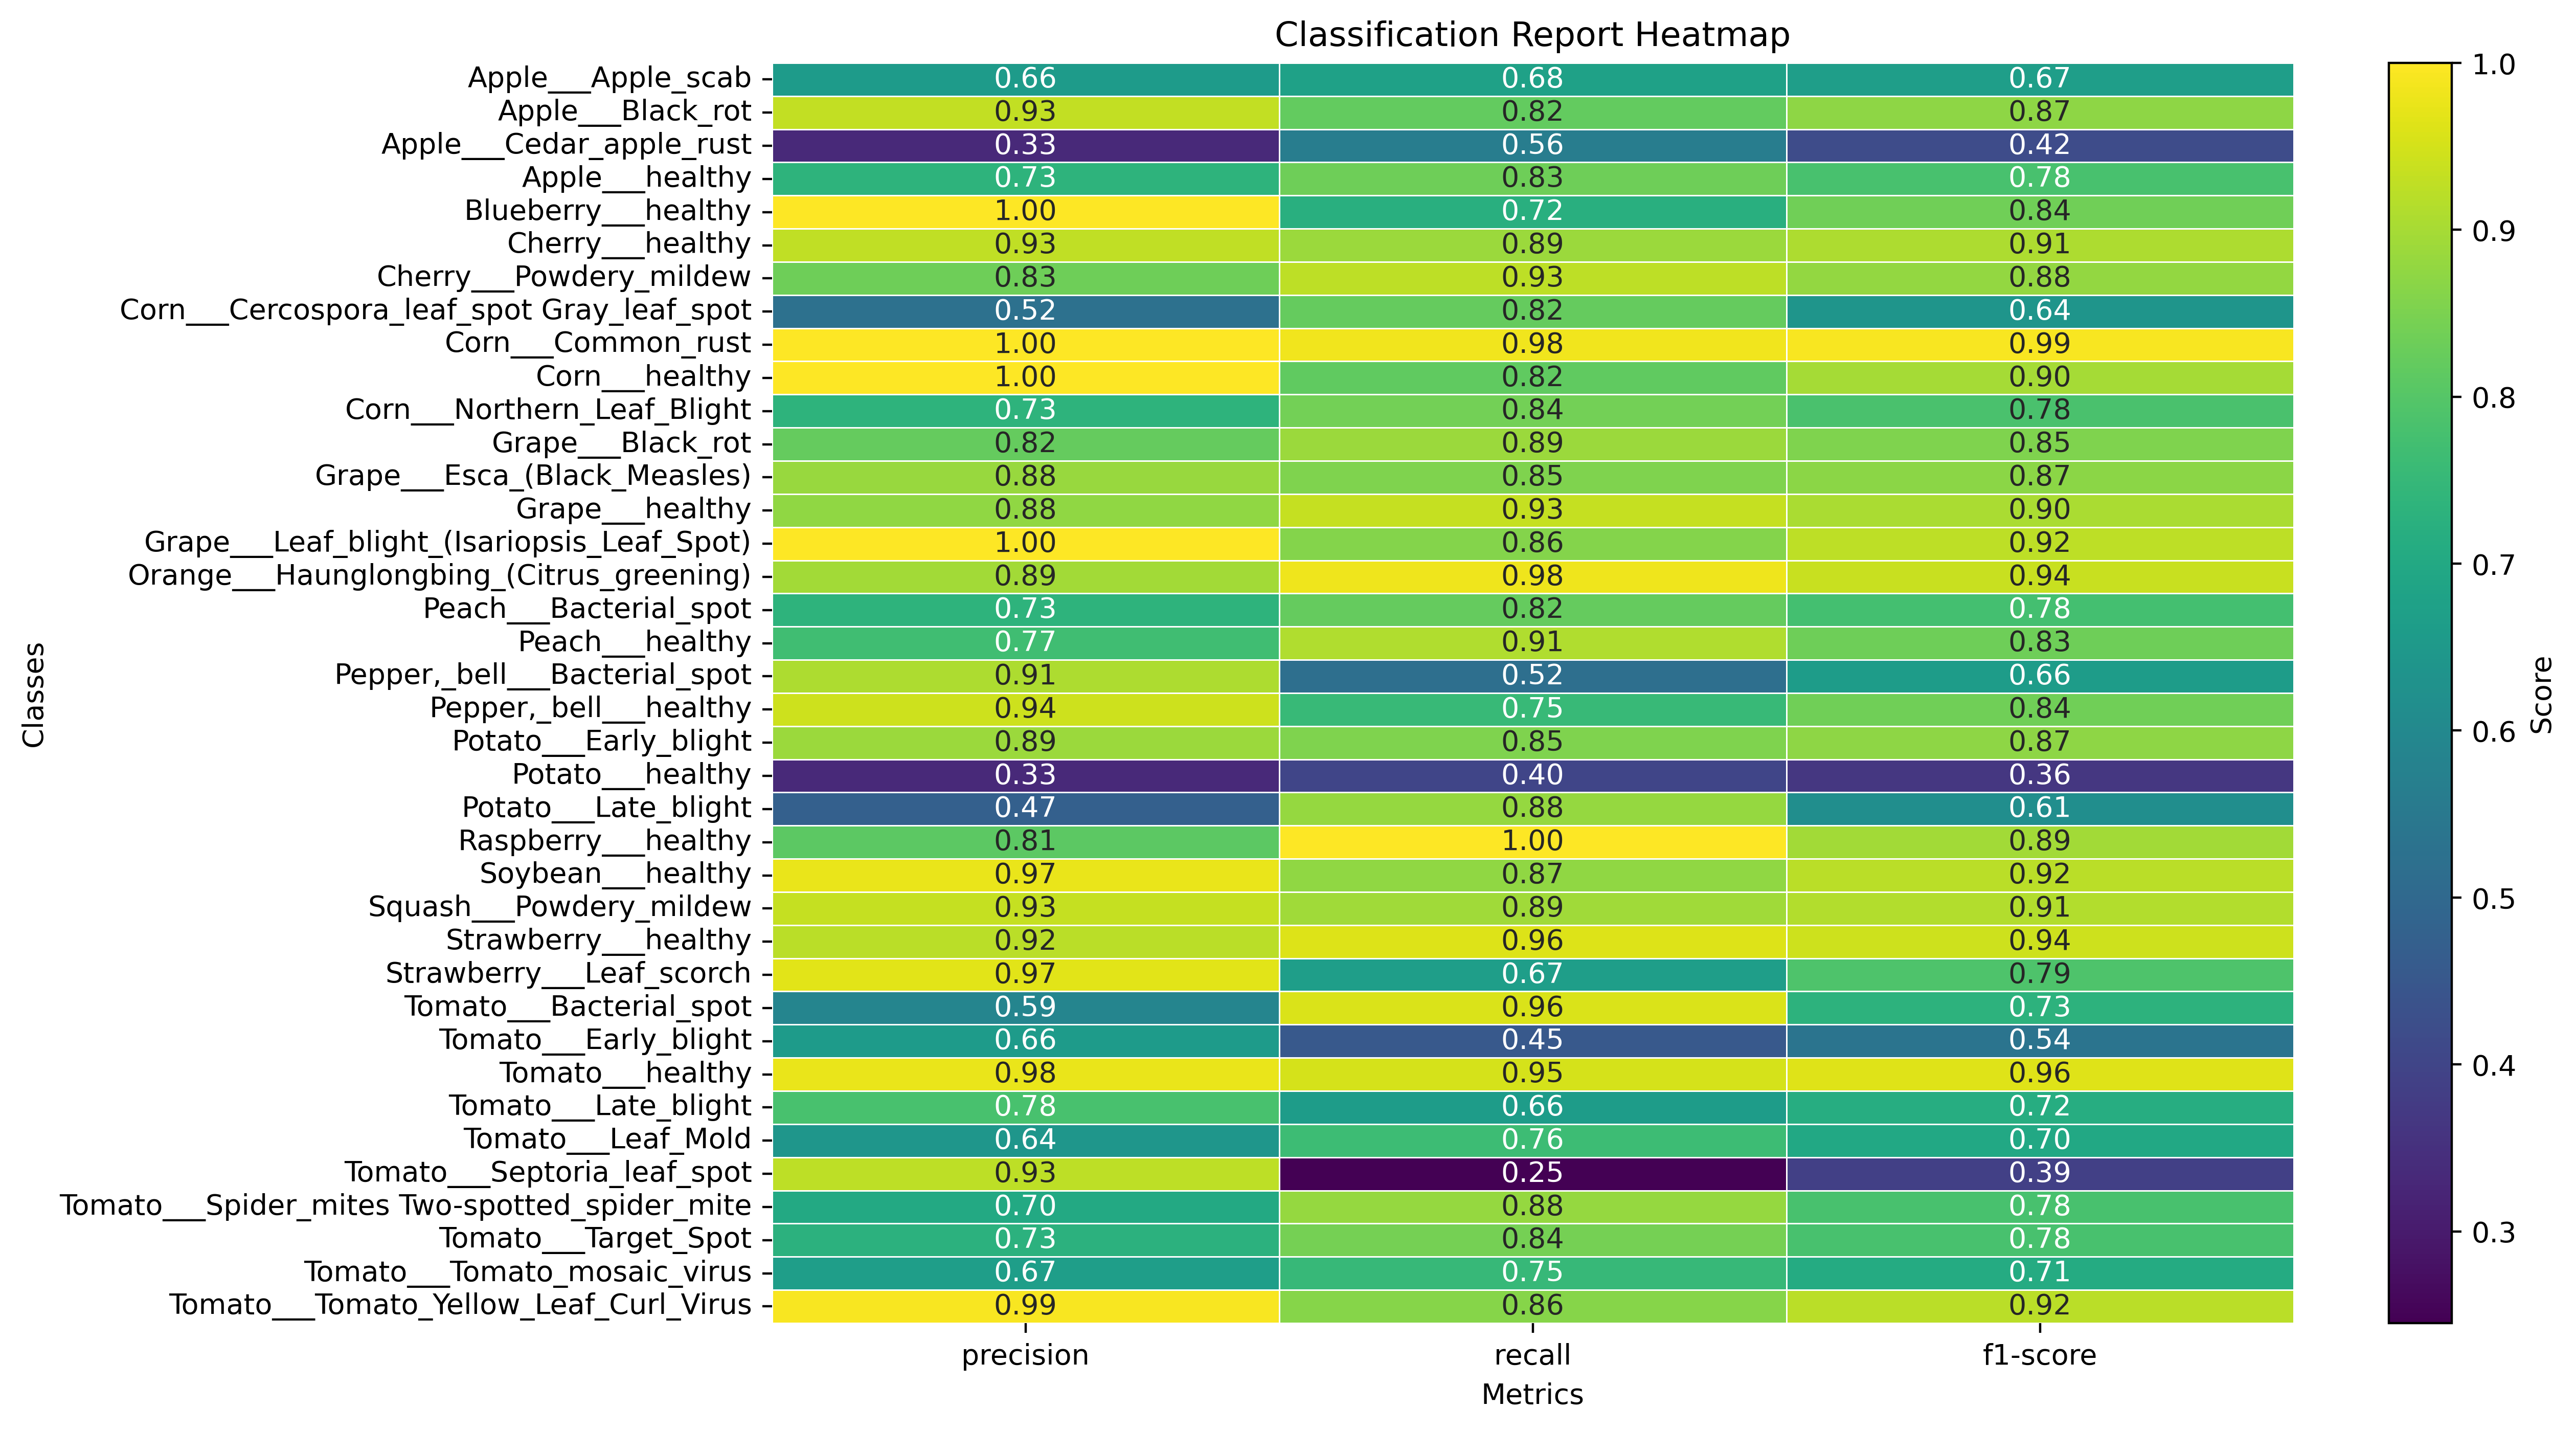 Classification Report Heatmap
Apple___Apple_scab 0.66 0.68 0.67
Apple___Black_rot 0.93 0.82 0.87
Apple___Cedar_apple_rust 0.33 0.56 0.42
Apple___healthy 0.73 0.83 0.78
Blueberry___healthy 1.00 0.72 0.84
Cherry___healthy 0.93 0.89 0.91
Cherry___Powdery_mildew 0.83 0.93 0.88
Corn___Cercospora_leaf_spot Gray_leaf_spot 0.52 0.82 0.64
Corn___Common_rust 1.00 0.98 0.99
Corn___healthy 1.00 0.82 0.90
Corn___Northern_Leaf_Blight 0.73 0.84 0.78
Grape___Black_rot 0.82 0.89 0.85
Grape___Esca_(Black_Measles) 0.88 0.85 0.87
Grape___healthy 0.88 0.93 0.90
Grape___Leaf_blight_(Isariopsis_Leaf_Spot) 1.00 0.86 0.92
Orange___Haunglongbing_(Citrus_greening) 0.89 0.98 0.94
Peach___Bacterial_spot 0.73 0.82 0.78
Peach___healthy 0.77 0.91 0.83
Pepper,_bell___Bacterial_spot 0.91 0.52 0.66
Pepper,_bell___healthy 0.94 0.75 0.84
Potato___Early_blight 0.89 0.85 0.87
Potato___healthy 0.33 0.40 0.36
Potato___Late_blight 0.47 0.88 0.61
Raspberry___healthy 0.81 1.00 0.89
Soybean___healthy 0.97 0.87 0.92
Squash___Powdery_mildew 0.93 0.89 0.91
Strawberry___healthy 0.92 0.96 0.94
Strawberry___Leaf_scorch 0.97 0.67 0.79
Tomato___Bacterial_spot 0.59 0.96 0.73
Tomato___Early_blight 0.66 0.45 0.54
Tomato___healthy 0.98 0.95 0.96
Tomato___Late_blight 0.78 0.66 0.72
Tomato___Leaf_Mold 0.64 0.76 0.70
Tomato___Septoria_leaf_spot 0.93 0.25 0.39
Tomato___Spider_mites Two-spotted_spider_mite 0.70 0.88 0.78
Tomato___Target_Spot 0.73 0.84 0.78
Tomato___Tomato_mosaic_virus 0.67 0.75 0.71
Tomato___Tomato_Yellow_Leaf_Curl_Virus 0.99 0.86 0.92
precision recall f1-score
Metrics
Classes
1.0
0.9
0.8
0.7
0.6
0.5
0.4
0.3
Score